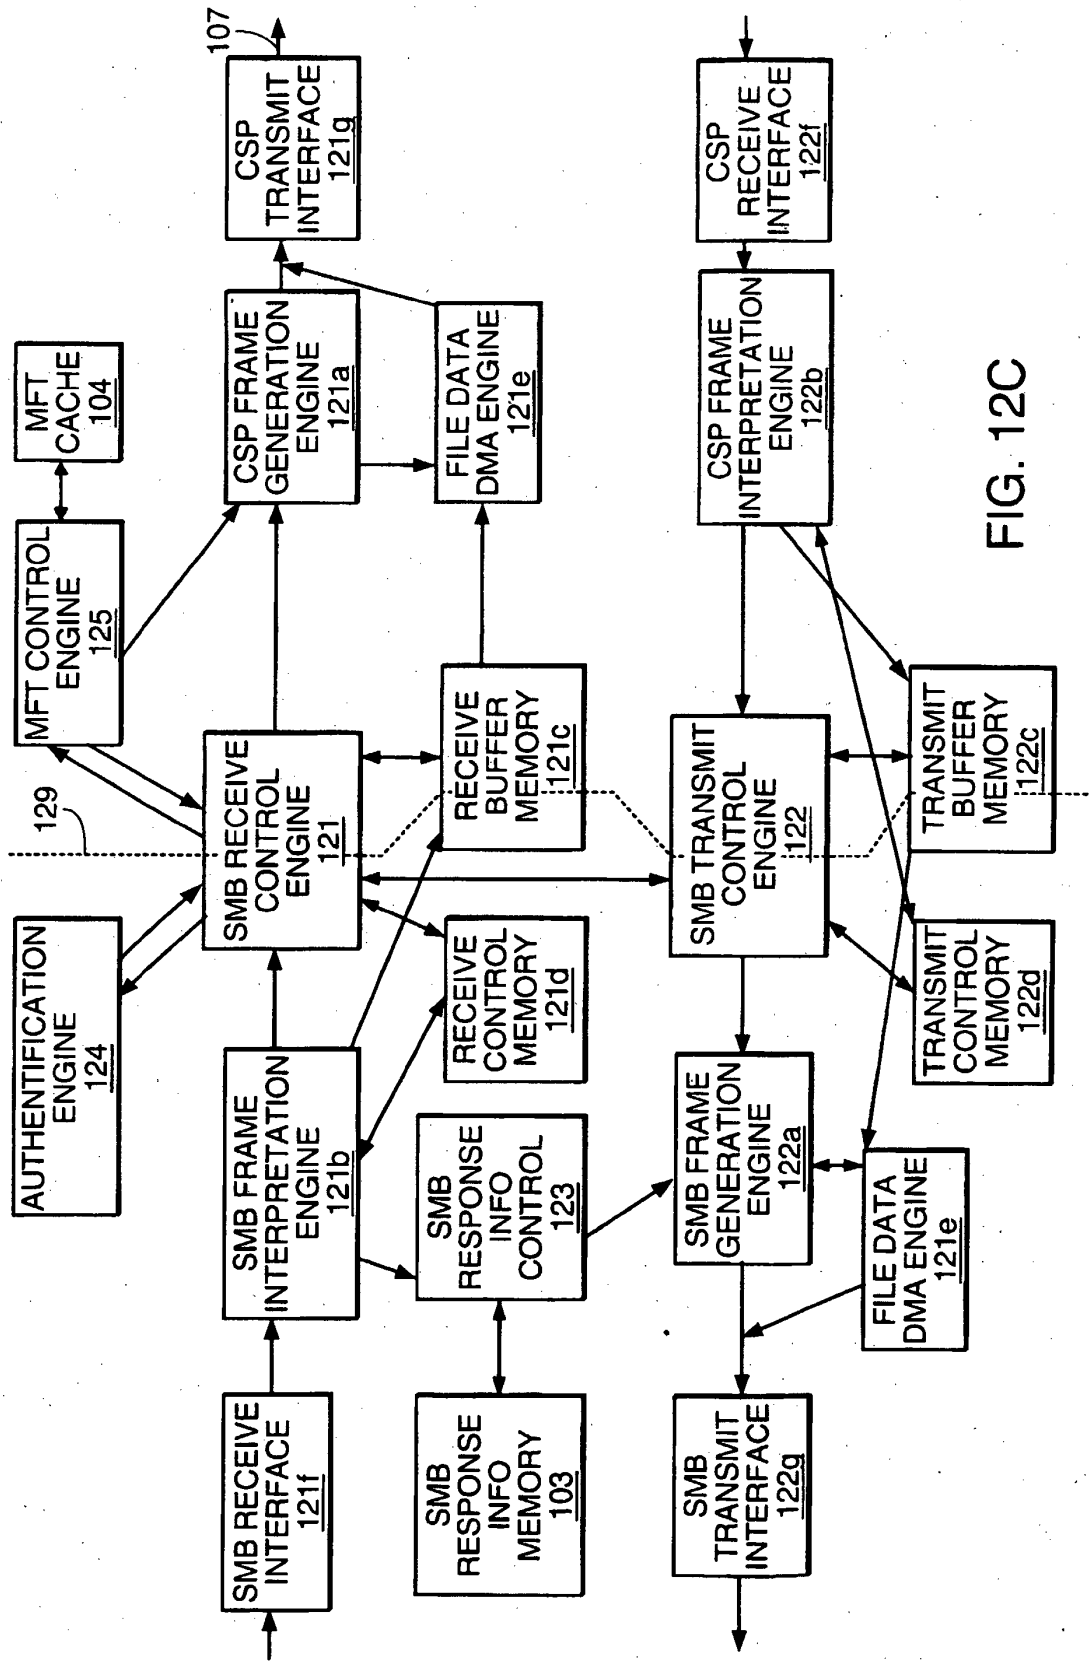 AUTHENTIFICATION
ENGINE
124
129
MFT CONTROL
ENGINE
125
MFT
CACHE
104
SMB RECEIVE
INTERFACE
121f
SMB FRAME
INTERPRETATION
ENGINE
121b
SMB RECEIVE
CONTROL
ENGINE
121
CSP FRAME
GENERATION
ENGINE
121a
CSP
TRANSMIT
INTERFACE
121g
107
SMB
RESPONSE
INFO
MEMORY
103
SMB
RESPONSE
INFO
CONTROL
123
RECEIVE
CONTROL
MEMORY
121d
RECEIVE
BUFFER
MEMORY
121c
FILE DATA
DMA ENGINE
121e
SMB
TRANSMIT
INTERFACE
122g
SMB FRAME
GENERATION
ENGINE
122a
SMB TRANSMIT
CONTROL
ENGINE
122
CSP FRAME
INTERPRETATION
ENGINE
122b
CSP
RECEIVE
INTERFACE
122f
FILE DATA
DMA ENGINE
121e
TRANSMIT
CONTROL
MEMORY
122d
TRANSMIT
BUFFER
MEMORY
122c
FIG. 12C